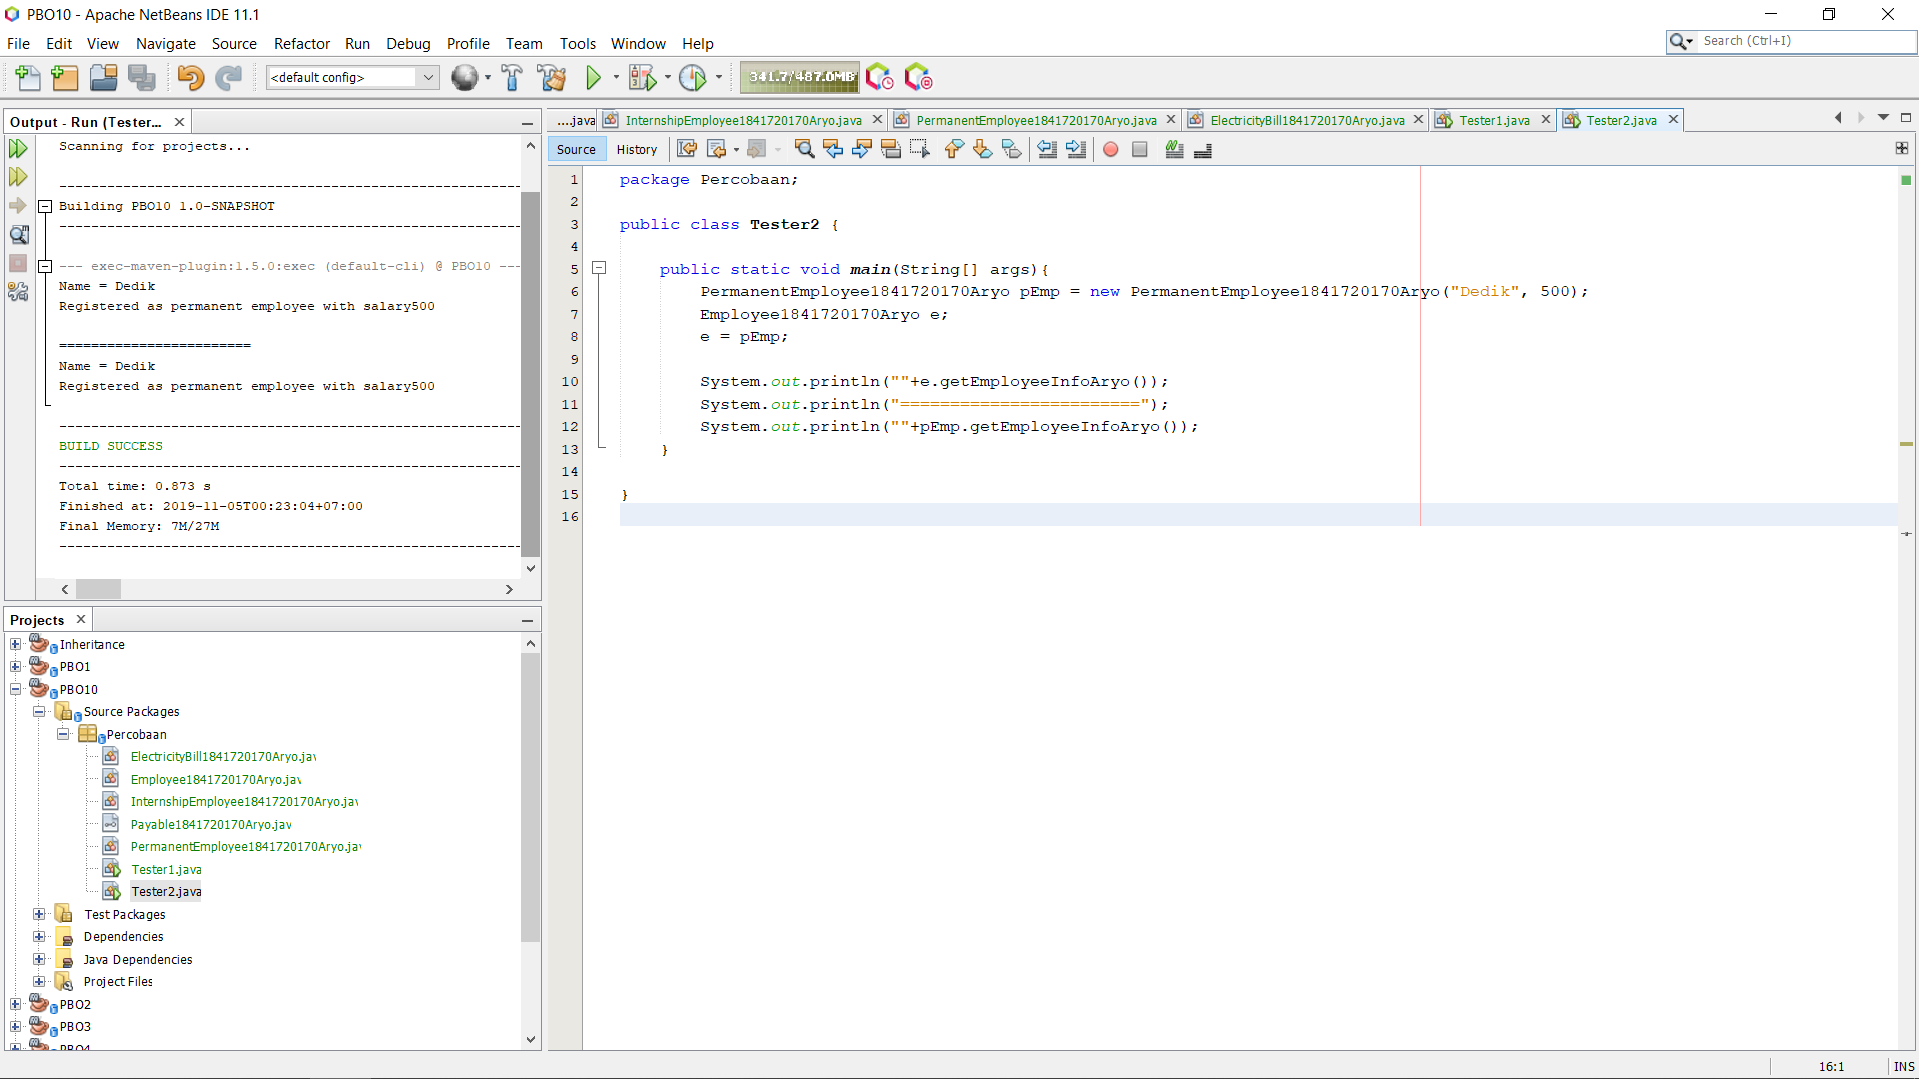 PBO10 - Apache NetBeans IDE 11.1
File Edit View Navigate Source Refactor Run Debug Profile Team Tools Window Help
Search (Ctrl+I)
<default config>
341.7/487.0MB
Output - Run (Tester...
Scanning for projects...
------------------------------------------------------------------------
Building PBO10 1.0-SNAPSHOT
------------------------------------------------------------------------
--- exec-maven-plugin:1.5.0:exec (default-cli) @ PBO10 ---
Name = Dedik
Registered as permanent employee with salary500
========================
Name = Dedik
Registered as permanent employee with salary500
------------------------------------------------------------------------
BUILD SUCCESS
------------------------------------------------------------------------
Total time: 0.873 s
Finished at: 2019-11-05T00:23:04+07:00
Final Memory: 7M/27M
------------------------------------------------------------------------
Projects
Inheritance
PBO1
PBO10
Source Packages
Percobaan
ElectricityBill1841720170Aryo.jav
Employee1841720170Aryo.jav
InternshipEmployee1841720170Aryo.jav
Payable1841720170Aryo.jav
PermanentEmployee1841720170Aryo.jav
Tester1.java
Tester2.java
Test Packages
Dependencies
Java Dependencies
Project Files
PBO2
PBO3
PBO4
....java InternshipEmployee1841720170Aryo.java PermanentEmployee1841720170Aryo.java ElectricityBill1841720170Aryo.java Tester1.java Tester2.java
Source History
1 package Percobaan;
2
3 public class Tester2 {
4
5 public static void main(String[] args){
6 PermanentEmployee1841720170Aryo pEmp = new PermanentEmployee1841720170Aryo("Dedik", 500);
7 Employee1841720170Aryo e;
8 e = pEmp;
9
10 System.out.println(""+e.getEmployeeInfoAryo());
11 System.out.println("========================");
12 System.out.println(""+pEmp.getEmployeeInfoAryo());
13 }
14
15 }
16
16:1 INS